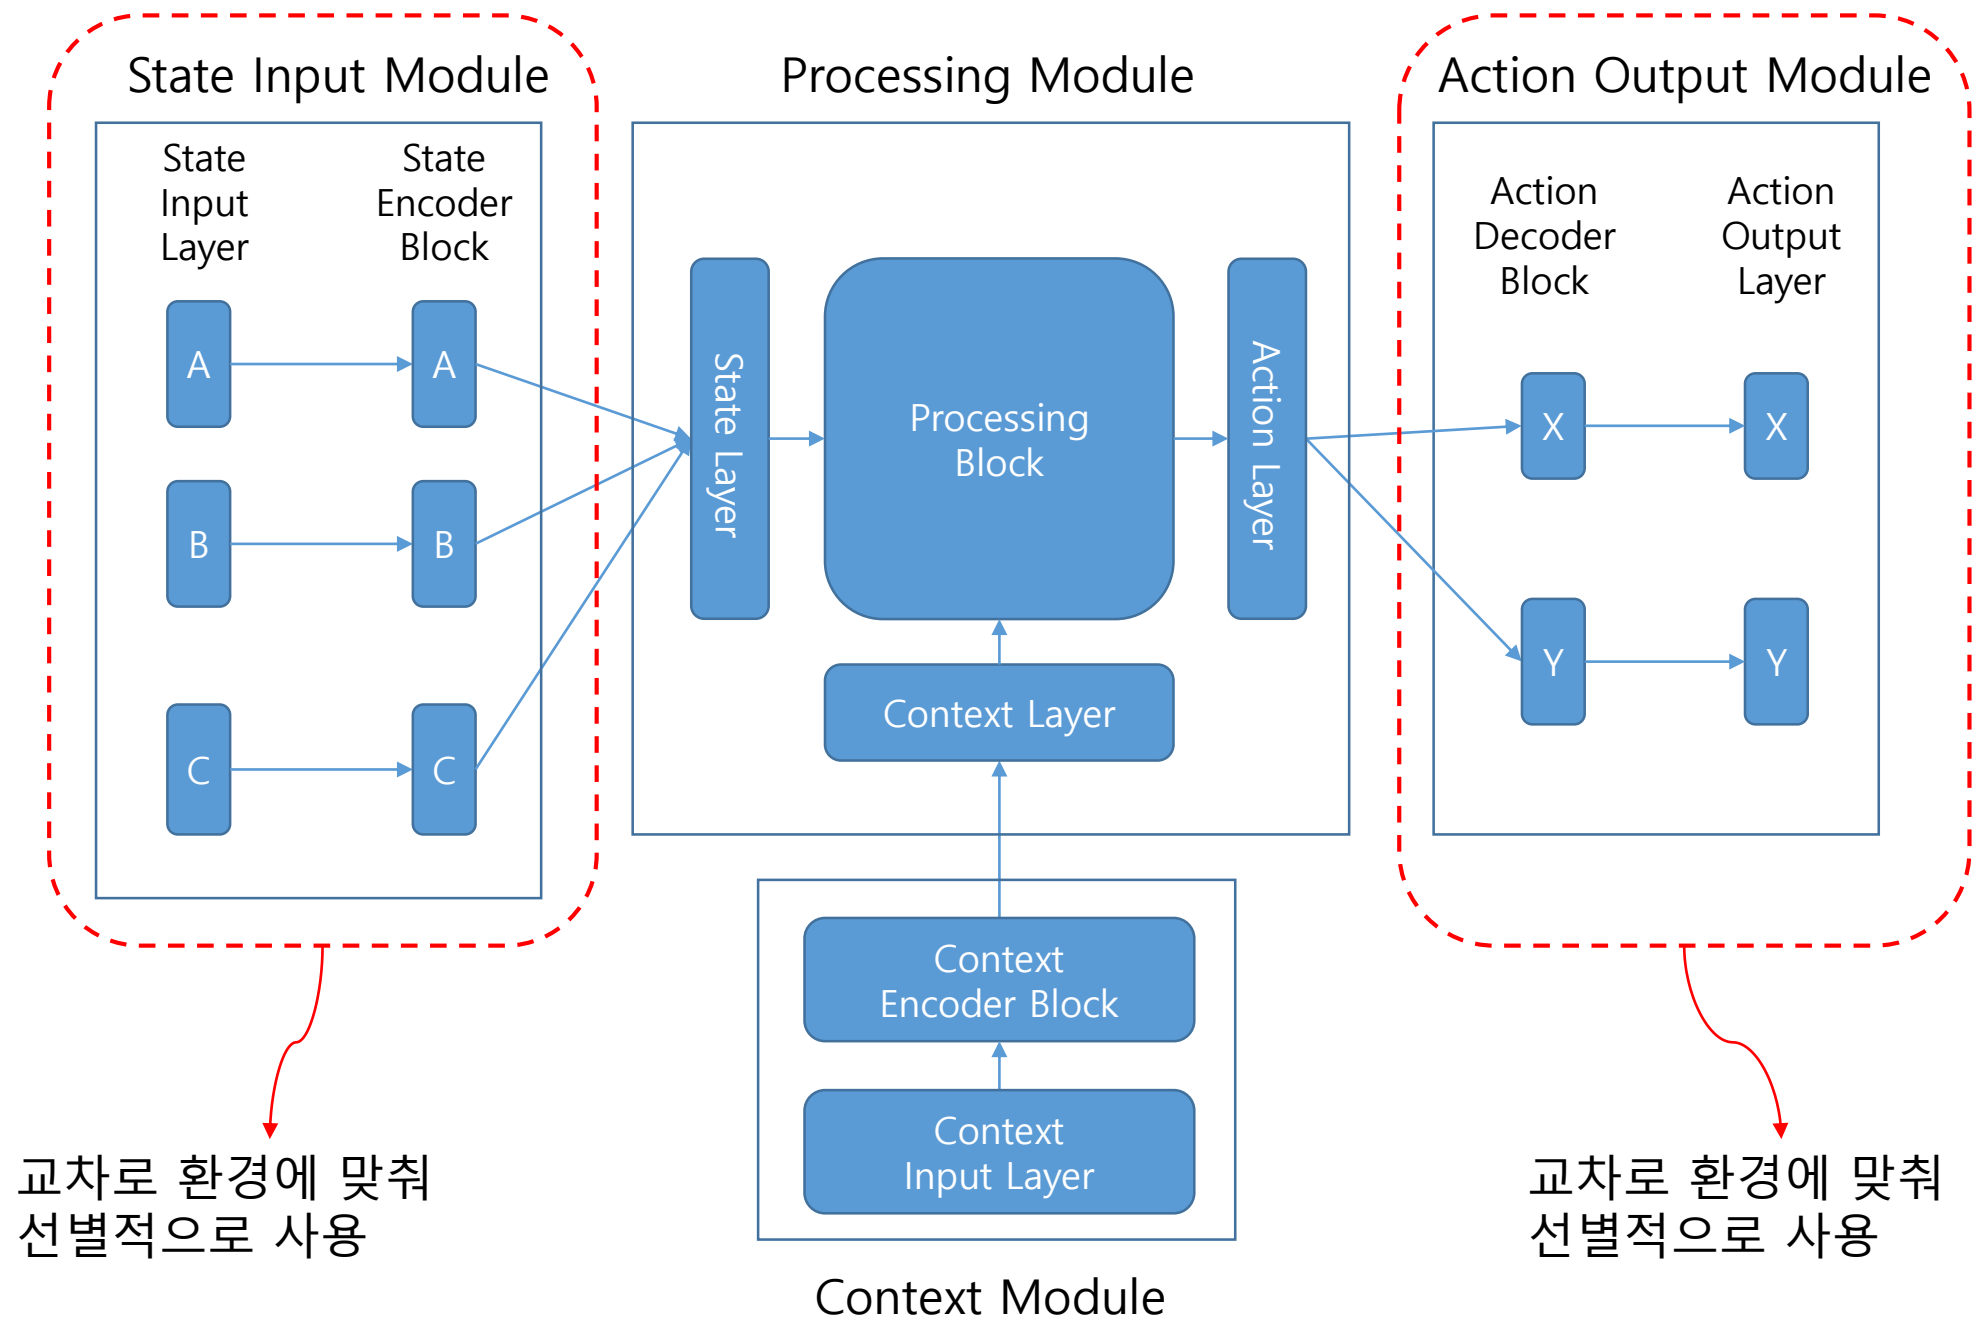 State Input Module
State
Input
Layer
State
Encoder
Block
A
A
B
B
C
C
Processing Module
State Layer
Processing
Block
Action Layer
Context Layer
Action Output Module
Action
Decoder
Block
Action
Output
Layer
X
X
Y
Y
Context
Encoder Block
Context
Input Layer
Context Module
교차로 환경에 맞춰
선별적으로 사용
교차로 환경에 맞춰
선별적으로 사용